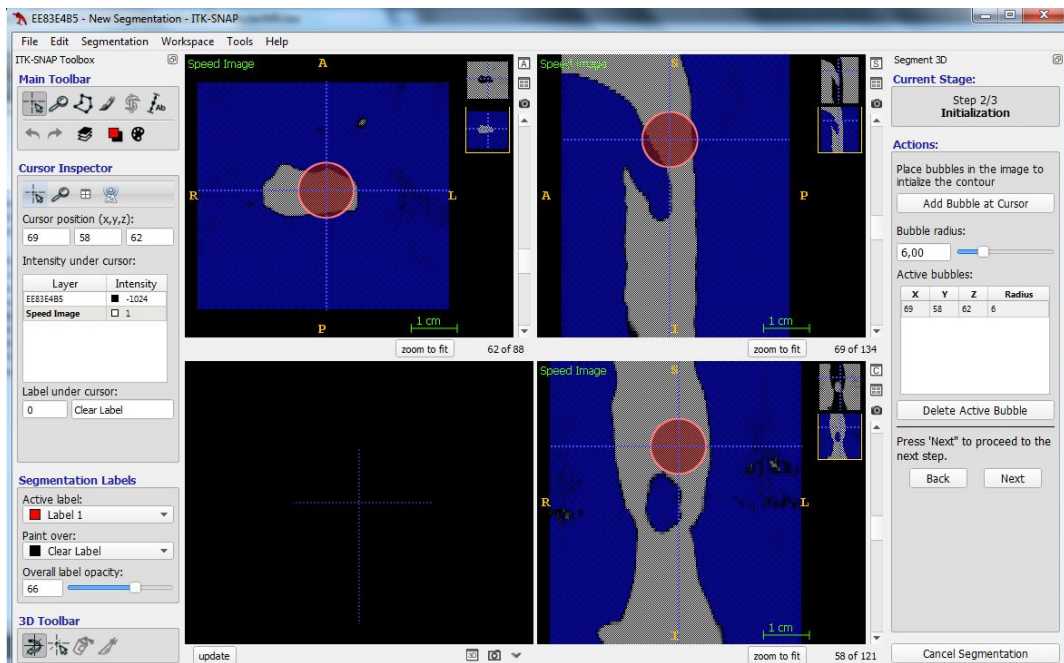 EE83E4B5 - New Segmentation - ITK-SNAP
File Edit Segmentation Workspace Tools Help
ITK-SNAP Toolbox
Main Toolbar
Ab
Cursor Inspector
Cursor position (x,y,z):
69 58 62
Intensity under cursor:
Layer Intensity
EE83E4B5 -1024
Speed Image 1
Label under cursor:
0 Clear Label
Segmentation Labels
Active label:
Label 1
Paint over:
Clear Label
Overall label opacity:
66
3D Toolbar
Speed Image
A
R
L
P
1 cm
A
zoom to fit 62 of 88
Speed Image
S
A
P
I
1 cm
S
zoom to fit 69 of 134
update
3D
Speed Image
S
R
L
I
1 cm
C
zoom to fit 58 of 121
Segment 3D
Current Stage:
Step 2/3
Initialization
Actions:
Place bubbles in the image to
intialize the contour
Add Bubble at Cursor
Bubble radius:
6,00
Active bubbles:
X Y Z Radius
69 58 62 6
Delete Active Bubble
Press 'Next" to proceed to the
next step.
Back Next
Cancel Segmentation